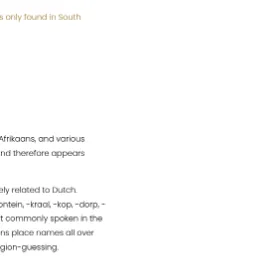 s only found in South
Afrikaans, and various
nd therefore appears
ely related to Dutch.
ontein, -kraal, -kop, -dorp, -
t commonly spoken in the
ns place names all over
gion-guessing.